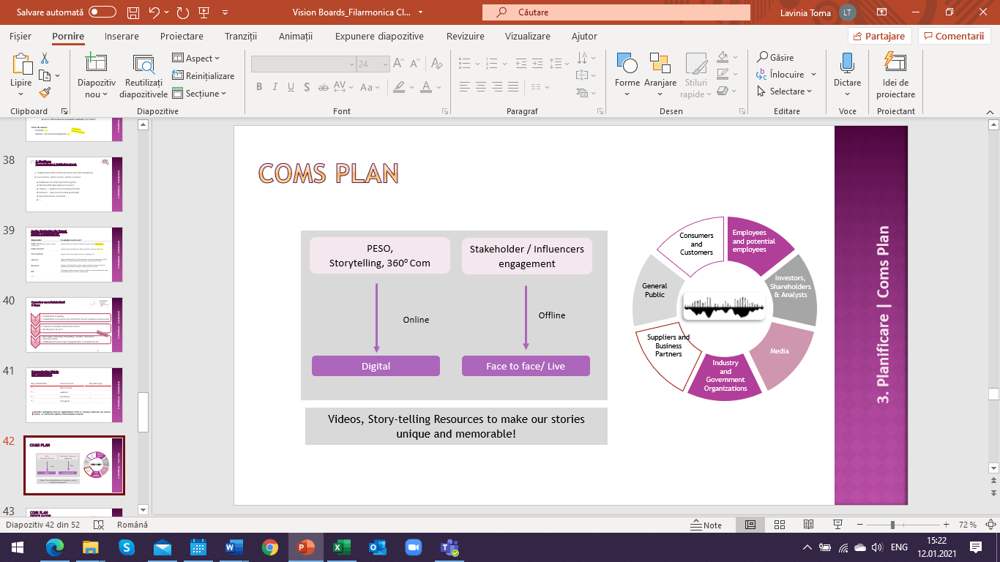 Salvare automată
Vision Boards_Filarmonica Cl...
Căutare
Lavinia Toma
LT
Fișier
Pornire
Inserare
Proiectare
Tranziții
Animații
Expunere diapozitive
Revizuire
Vizualizare
Ajutor
Partajare
Comentarii
Lipire
Diapozitiv nou
Reutilizați diapozitivele
Aspect
Reinițializare
Secțiune
24
Forme
Aranjare
Stiluri rapide
Găsire
Înlocuire
Selectare
Dictare
Idei de proiectare
Clipboard
Diapozitive
Font
Paragraf
Desen
Editare
Voce
Proiectant
38
39
40
41
42
COMS PLAN
43
COMS PLAN
COMS PLAN
PESO,
Storytelling, 360⁰ Com
Stakeholder / Influencers
engagement
Online
Offline
Digital
Face to face/ Live
Videos, Story-telling Resources to make our stories
unique and memorable!
Consumers
and
Customers
Employees
and potential
employees
Investors,
Shareholders
& Analysts
Media
Industry
and
Government
Organizations
Suppliers and
Business
Partners
General
Public
3. Planificare | Coms Plan
Diapozitiv 42 din 52
Română
Note
72 %
ENG
15:22
12.01.2021